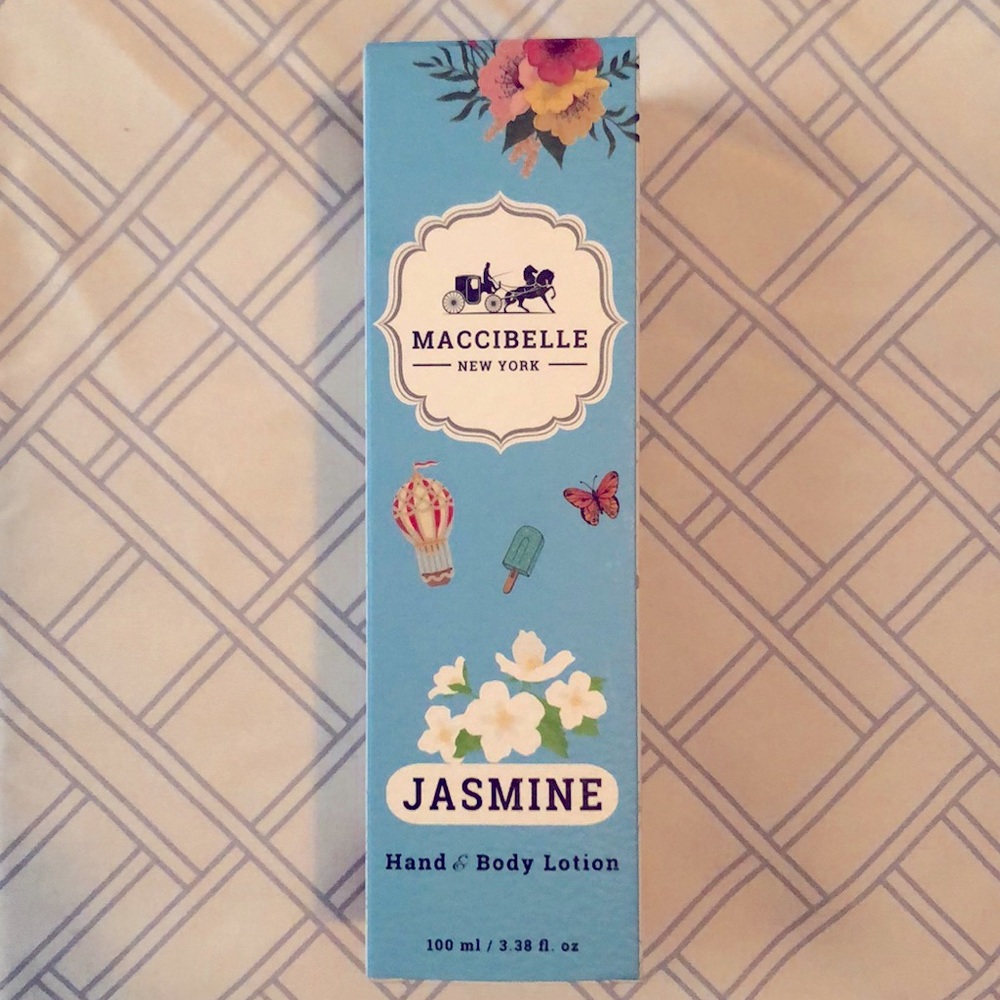 MACCIBELLE
NEW YORK
JASMINE
Hand & Body Lotion
100 ml / 3.38 fl. oz